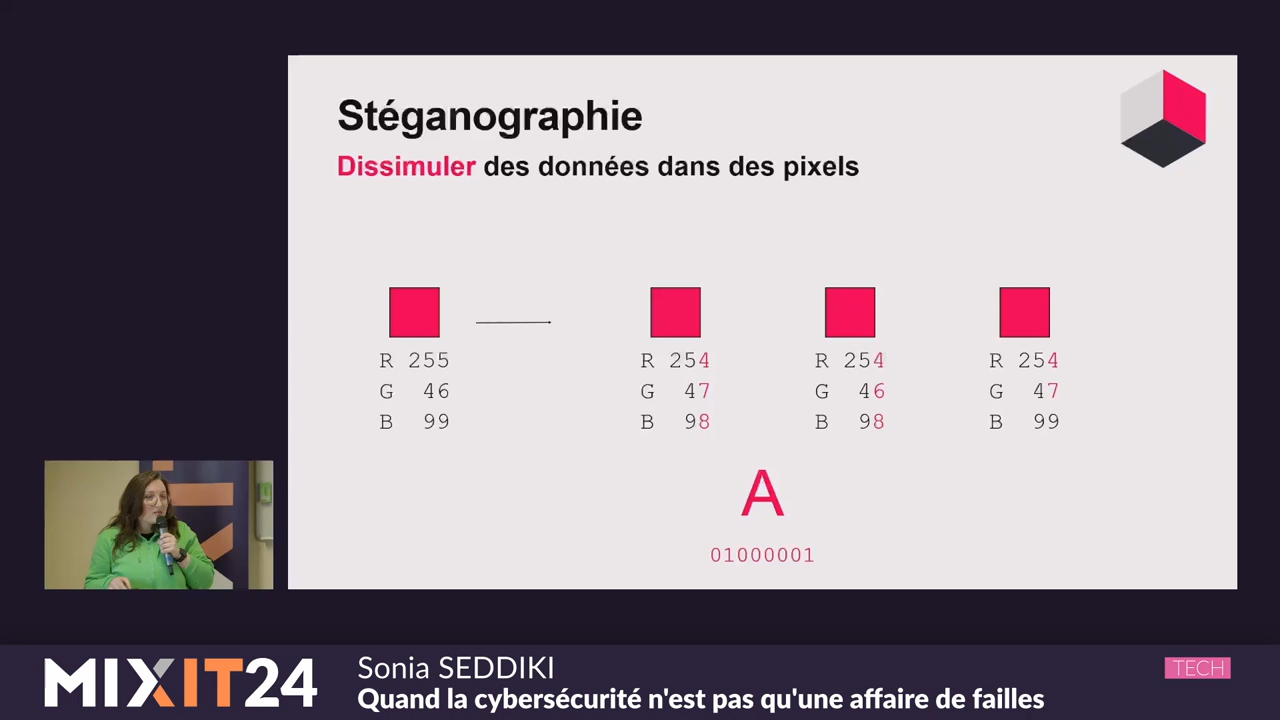 Stéganographie
Dissimuler des données dans des pixels
R 255
G 46
B 99
R 254
G 47
B 98
R 254
G 46
B 98
R 254
G 47
B 99
A
01000001
MIXIT24
Sonia SEDDIKI
Quand la cybersécurité n'est pas qu'une affaire de failles
TECH